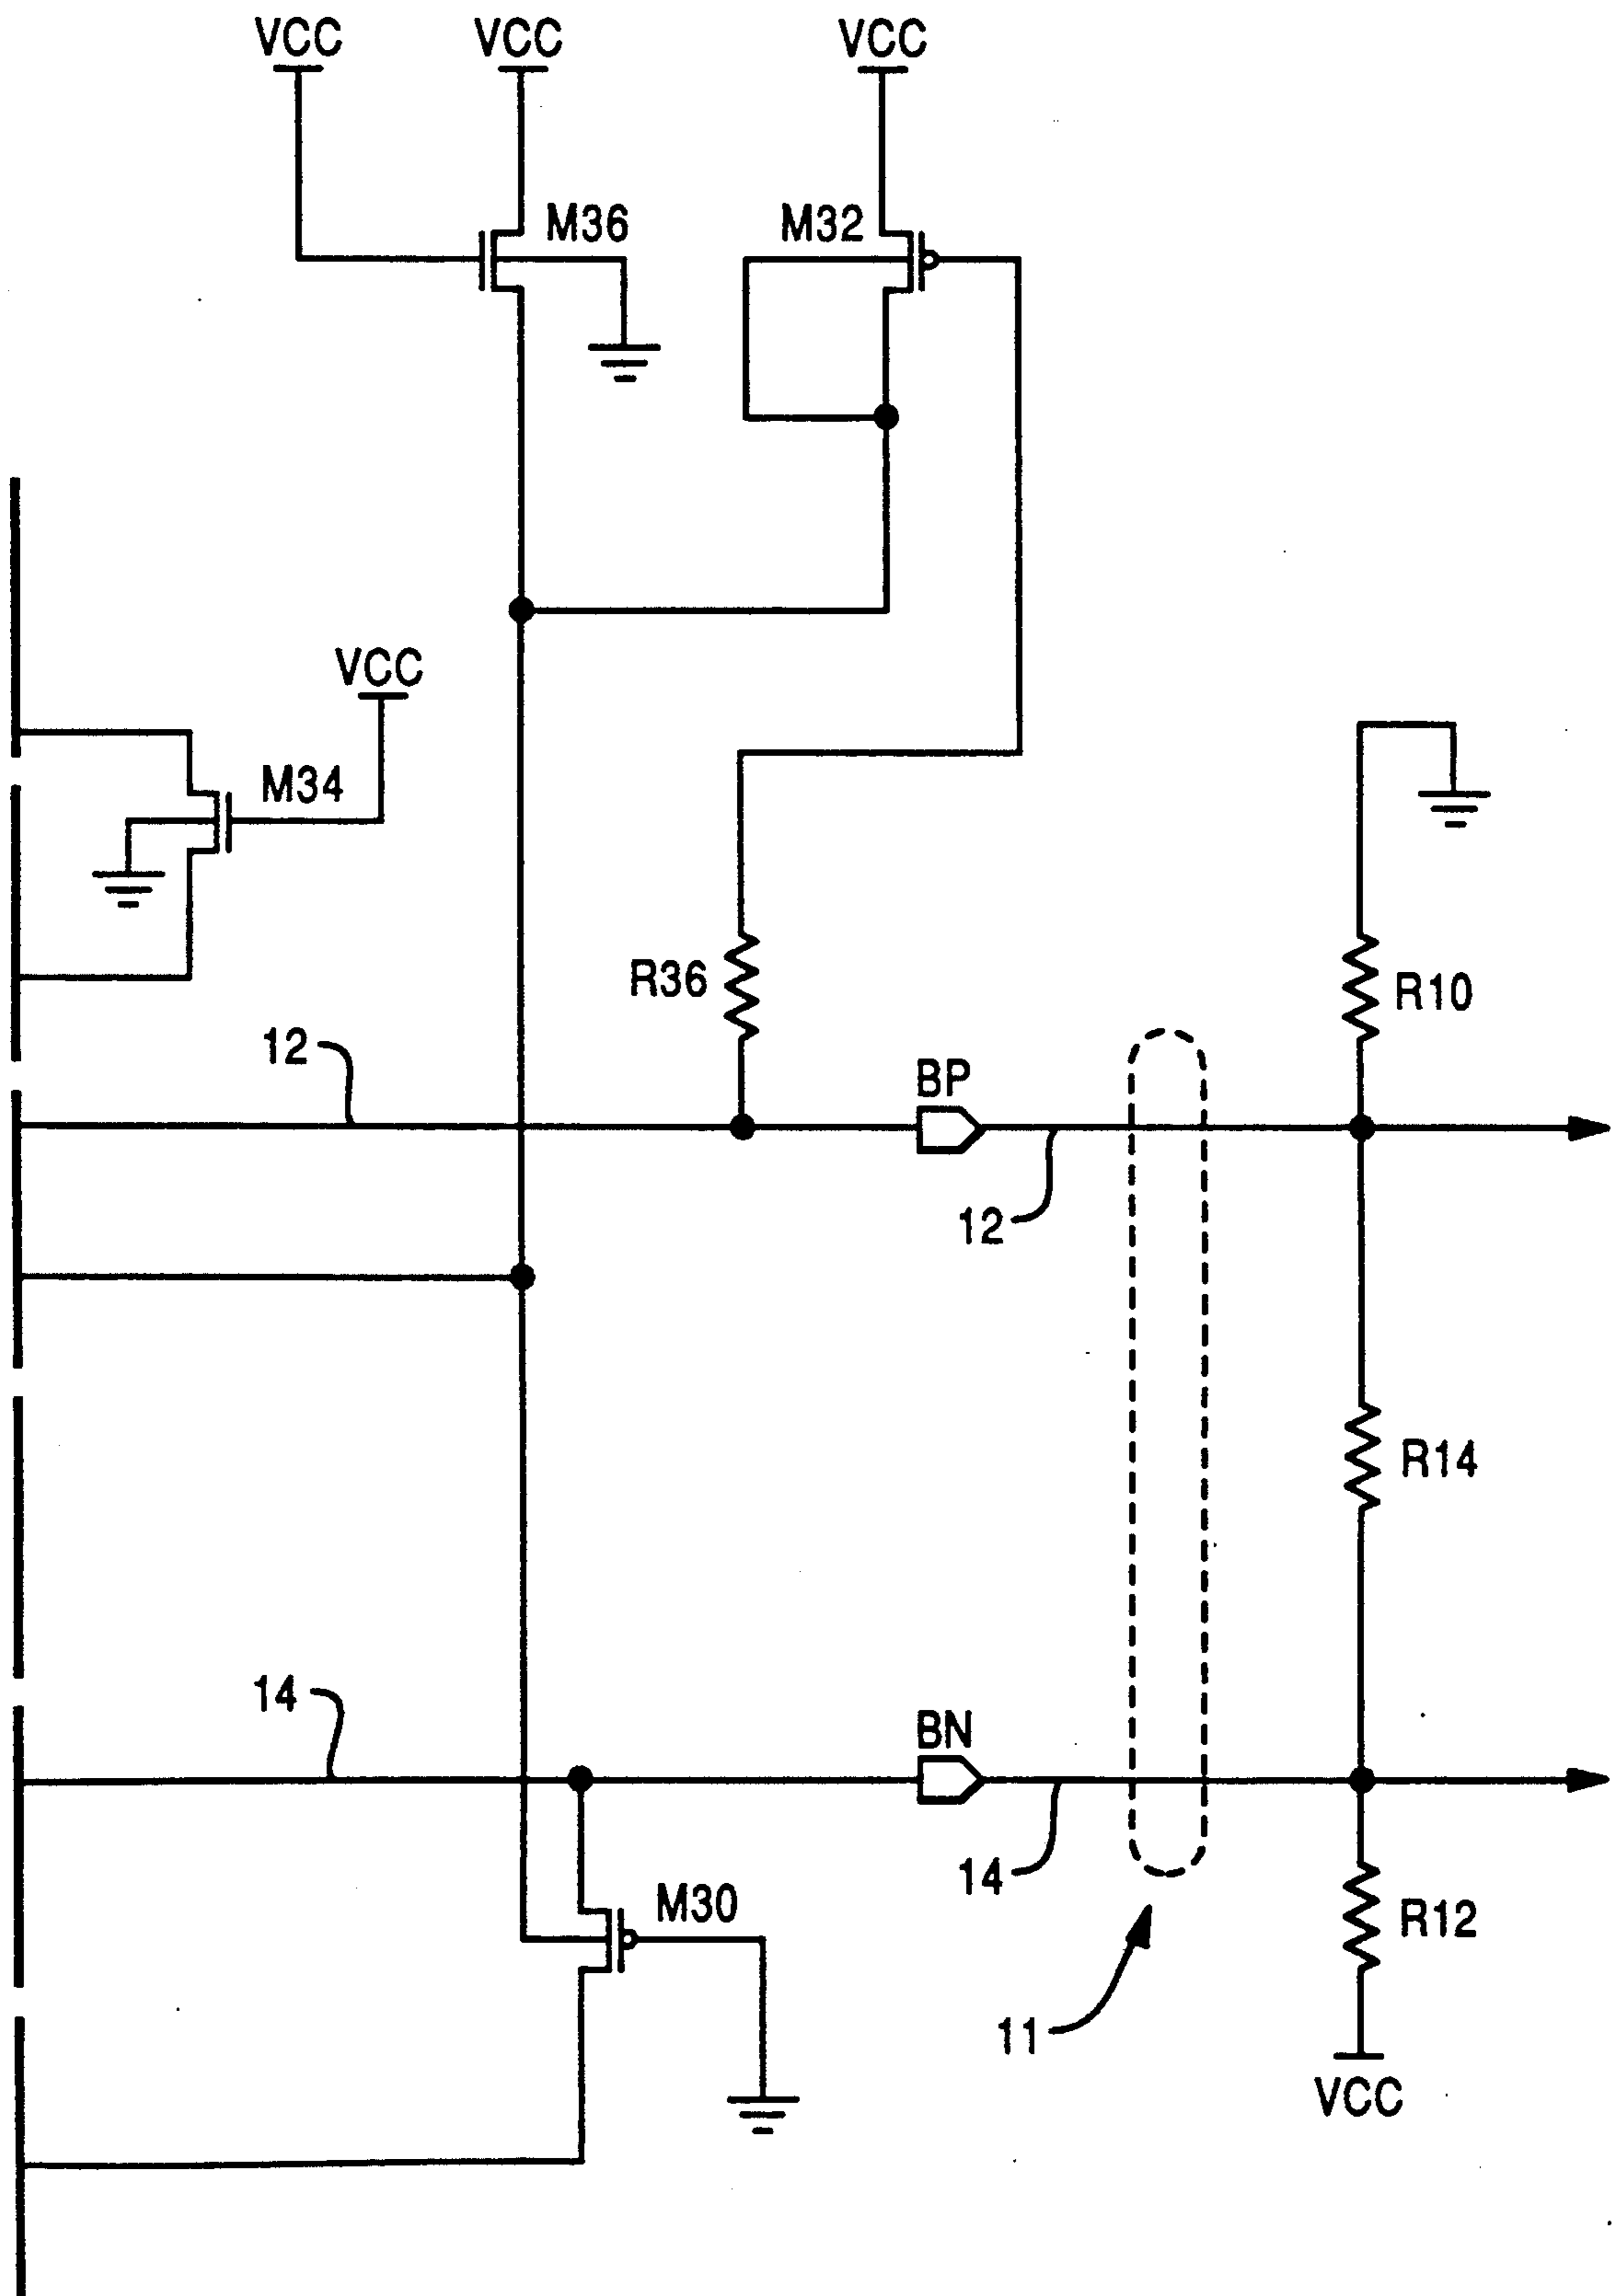 VCC VCC VCC
M36 M32
VCC
M34
R36 R10
12 BP
12
R14
14 BN
14
M30 R12
11
VCC